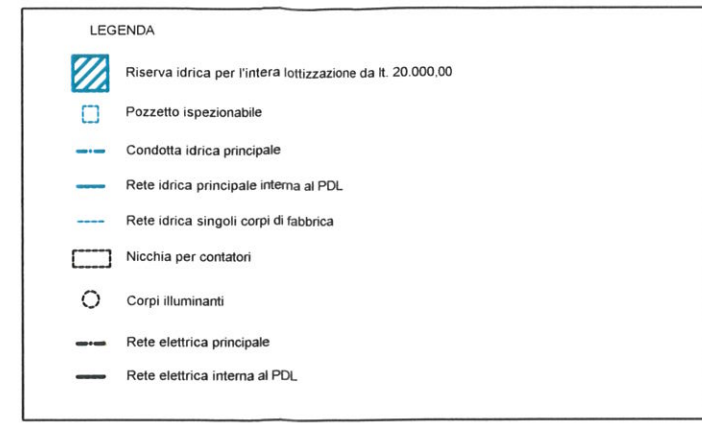 LEGENDA
Riserva idrica per l'intera lottizzazione da lt. 20.000,00
Pozzetto ispezionabile
Condotta idrica principale
Rete idrica principale interna al PDL
Rete idrica singoli corpi di fabbrica
Nicchia per contatori
Corpi illuminanti
Rete elettrica principale
Rete elettrica interna al PDL